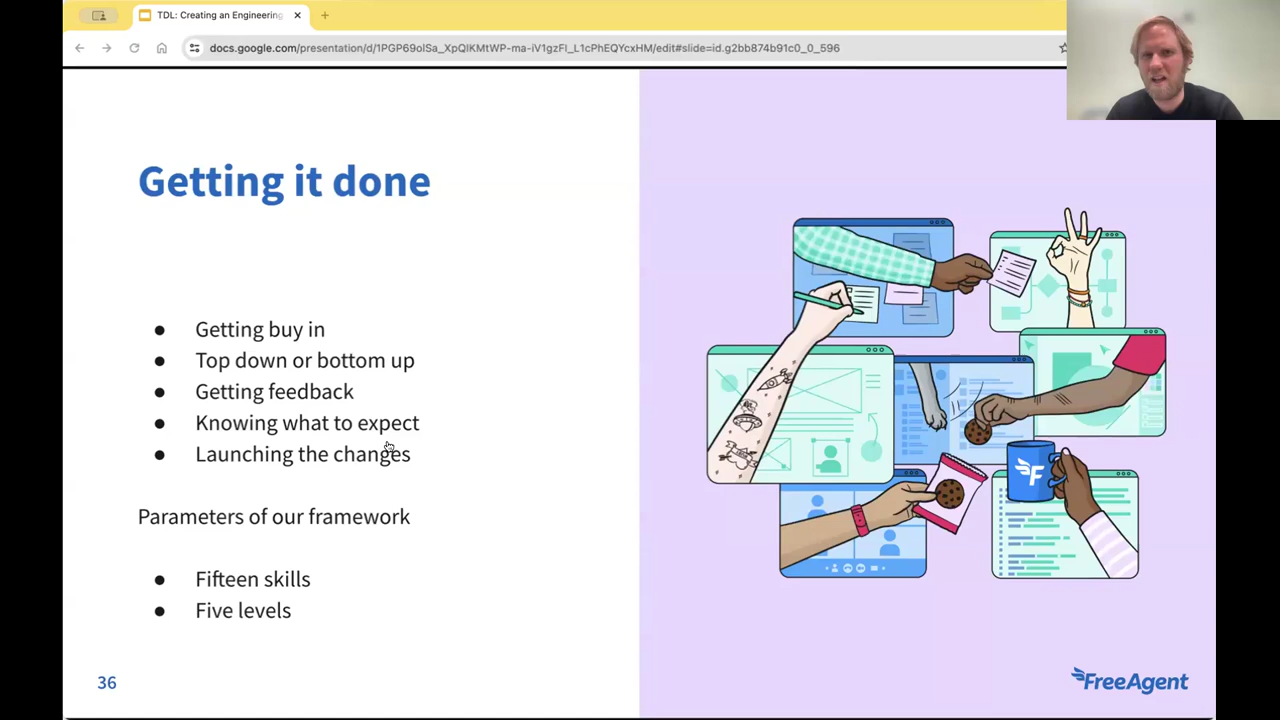 TDL: Creating an Engineering
docs.google.com/presentation/d/1PGP69olSa_XpQIKMtWP-ma-iV1gzFl_L1cPhEQYcxHM/edit#slide=id.g2bb874b91c0_0_596
Getting it done
● Getting buy in
● Top down or bottom up
● Getting feedback
● Knowing what to expect
● Launching the changes
Parameters of our framework
● Fifteen skills
● Five levels
36
FreeAgent